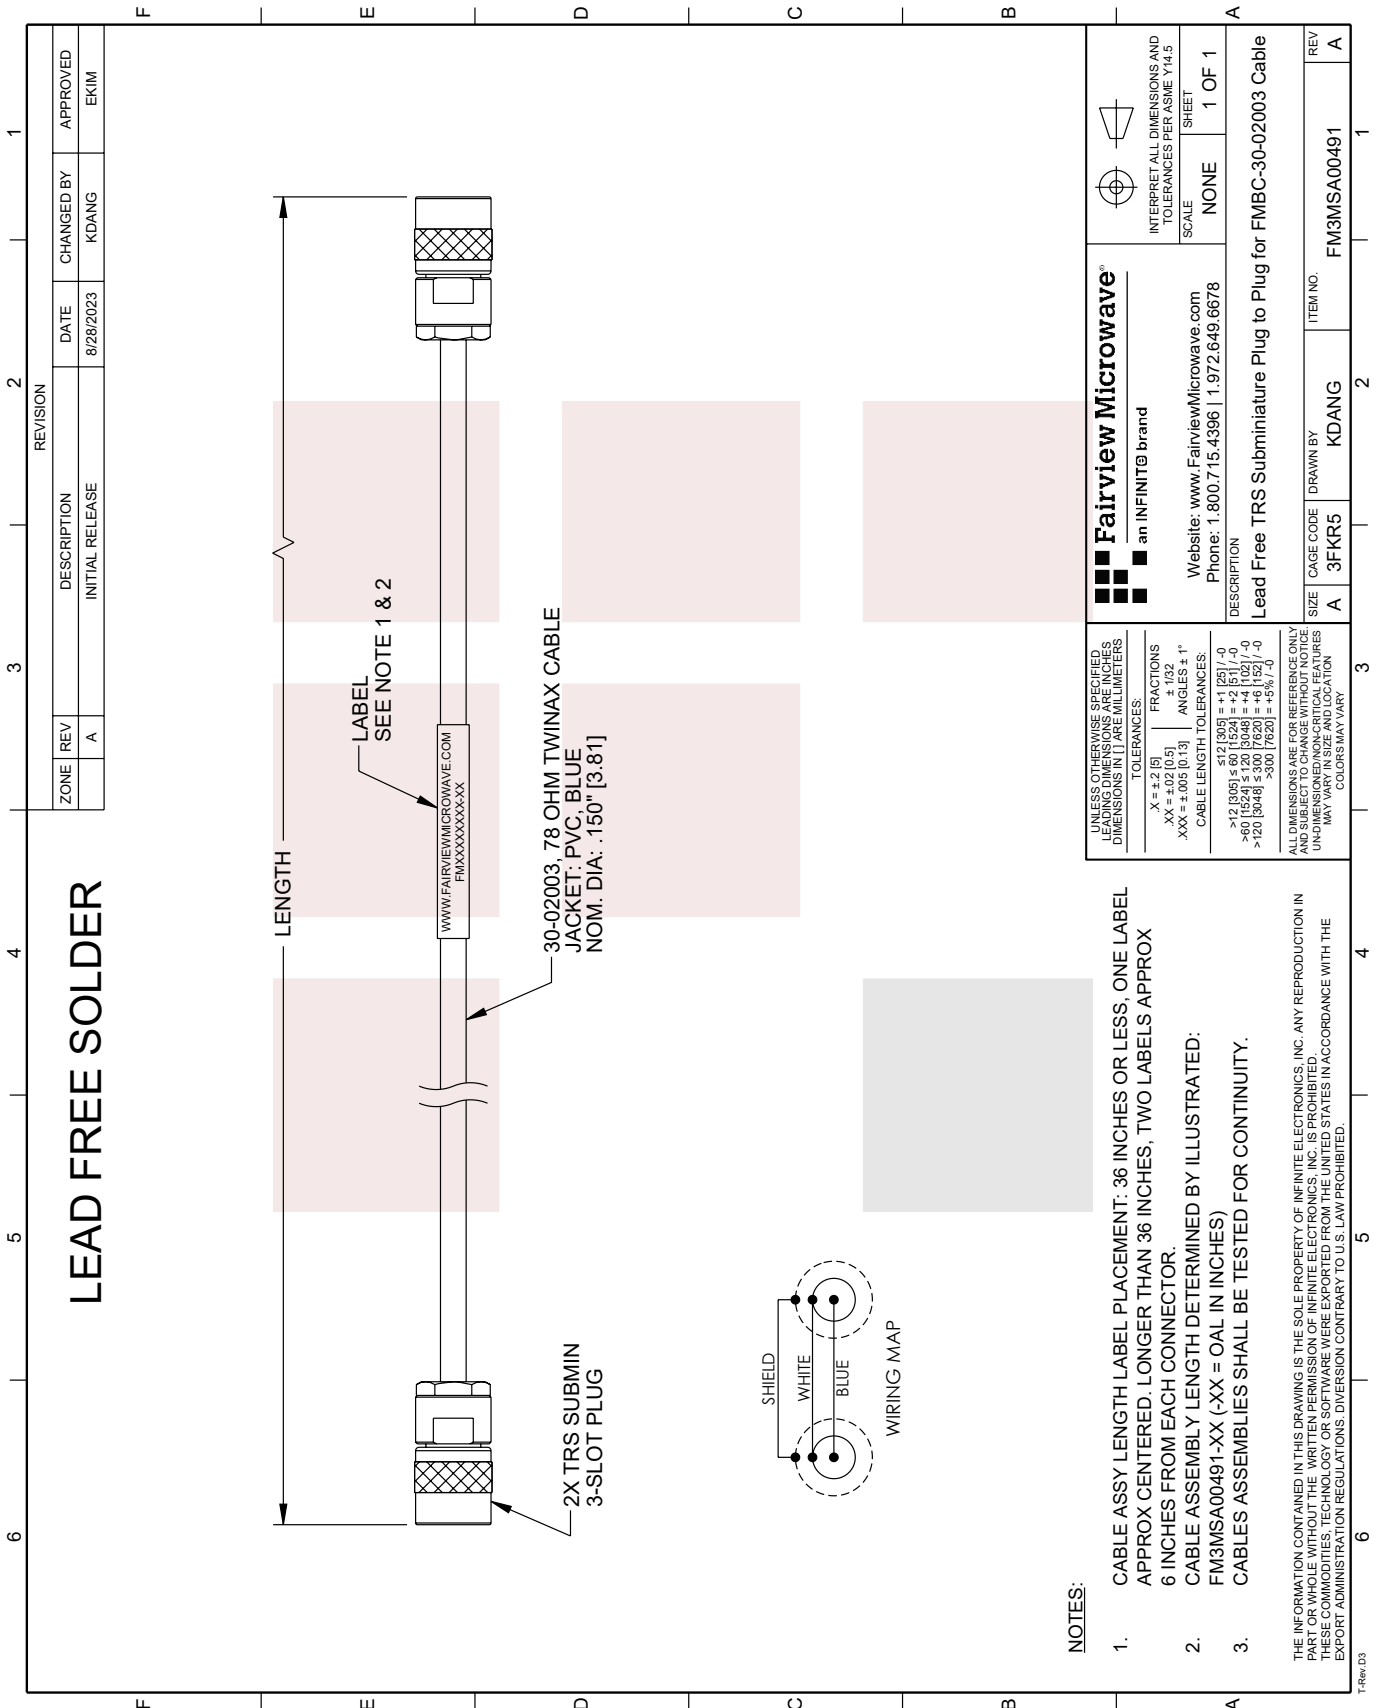 LEAD FREE SOLDER
REVISION
ZONE REV DESCRIPTION DATE CHANGED BY APPROVED
A INITIAL RELEASE 8/28/2023 KDANG EKIM
6 5 4 3 2 1
F
E
D
C
B
A
LENGTH
LABEL
SEE NOTE 1 & 2
WWW.FAIRVIEWMICROWAVE.COM
FMXXXXXXXX-XX
30-02003, 78 OHM TWINAX CABLE
JACKET: PVC, BLUE
NOM. DIA: .150" [3.81]
2X TRS SUBMIN
3-SLOT PLUG
SHIELD
WHITE
BLUE
WIRING MAP
NOTES:
1. CABLE ASSY LENGTH LABEL PLACEMENT: 36 INCHES OR LESS, ONE LABEL
APPROX CENTERED. LONGER THAN 36 INCHES, TWO LABELS APPROX
6 INCHES FROM EACH CONNECTOR.
2. CABLE ASSEMBLY LENGTH DETERMINED BY ILLUSTRATED:
FM3MSA00491-XX (-XX = OAL IN INCHES)
3. CABLES ASSEMBLIES SHALL BE TESTED FOR CONTINUITY.
THE INFORMATION CONTAINED IN THIS DRAWING IS THE SOLE PROPERTY OF INFINITE ELECTRONICS, INC. ANY REPRODUCTION IN
PART OR WHOLE WITHOUT THE WRITTEN PERMISSION OF INFINITE ELECTRONICS, INC. IS PROHIBITED.
THESE COMMODITIES, TECHNOLOGY OR SOFTWARE WERE EXPORTED FROM THE UNITED STATES IN ACCORDANCE WITH THE
EXPORT ADMINISTRATION REGULATIONS. DIVERSION CONTRARY TO U.S. LAW PROHIBITED.
UNLESS OTHERWISE SPECIFIED
LEADING DIMENSIONS ARE INCHES
DIMENSIONS IN [ ] ARE MILLIMETERS
TOLERANCES:
.X = ±.2 [5]
.XX = ±.02 [0.5]
.XXX = ±.005 [0.13]
FRACTIONS
± 1/32
ANGLES ± 1°
CABLE LENGTH TOLERANCES:
≤12 [305] = +1 [25] / -0
>12 [305] ≤ 60 [1524] = +2 [51] / -0
>60 [1524] ≤ 120 [3048] = +4 [102] / -0
>120 [3048] ≤ 300 [7620] = +6 [152] / -0
>300 [7620] = +5% / -0
ALL DIMENSIONS ARE FOR REFERENCE ONLY
AND SUBJECT TO CHANGE WITHOUT NOTICE.
UN-DIMENSIONED/NON-CRITICAL FEATURES
MAY VARY IN SIZE AND LOCATION
COLORS MAY VARY
Fairview Microwave®
an INFINIT@ brand
Website: www.FairviewMicrowave.com
Phone: 1.800.715.4396 | 1.972.649.6678
INTERPRET ALL DIMENSIONS AND
TOLERANCES PER ASME Y14.5
SCALE NONE
SHEET 1 OF 1
DESCRIPTION
Lead Free TRS Subminiature Plug to Plug for FMBC-30-02003 Cable
SIZE A
CAGE CODE 3FKR5
DRAWN BY KDANG
ITEM NO. FM3MSA00491
REV A
F
E
D
C
B
A
6 5 4 3 2 1
T-Rev.D3